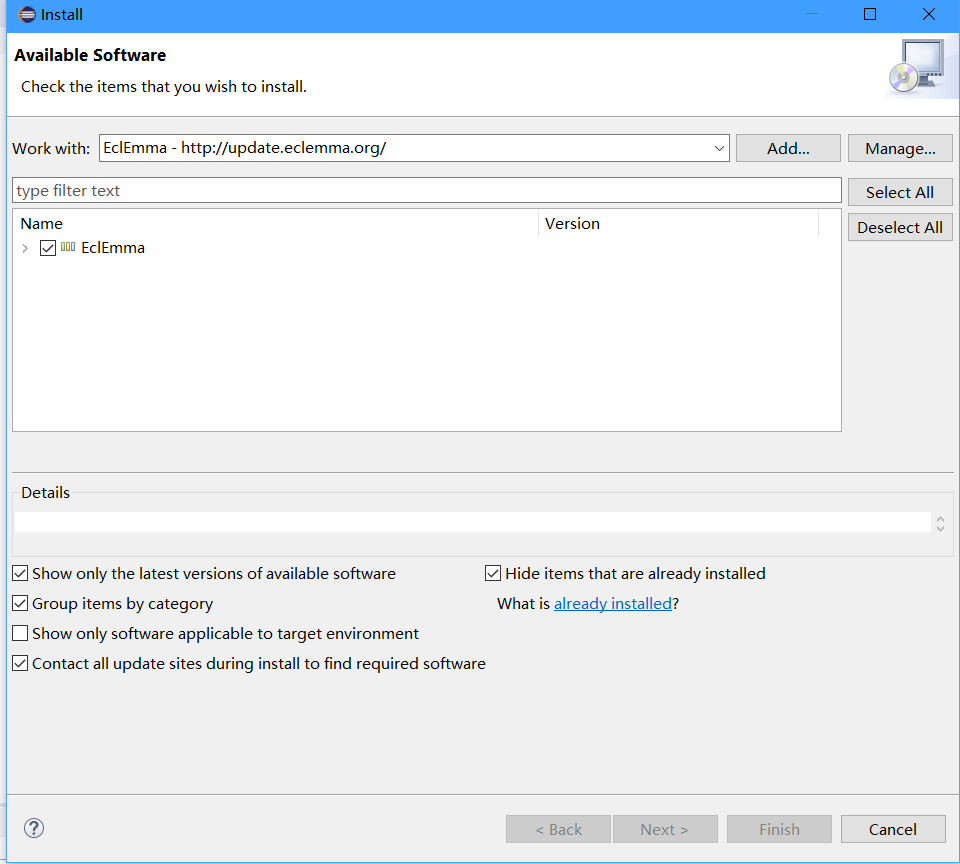 Install
Available Software
Check the items that you wish to install.
Work with: EclEmma - http://update.eclemma.org/ Add... Manage...
type filter text Select All
Name Version Deselect All
EclEmma
Details
Show only the latest versions of available software Hide items that are already installed
Group items by category What is already installed?
Show only software applicable to target environment
Contact all update sites during install to find required software
? < Back Next > Finish Cancel